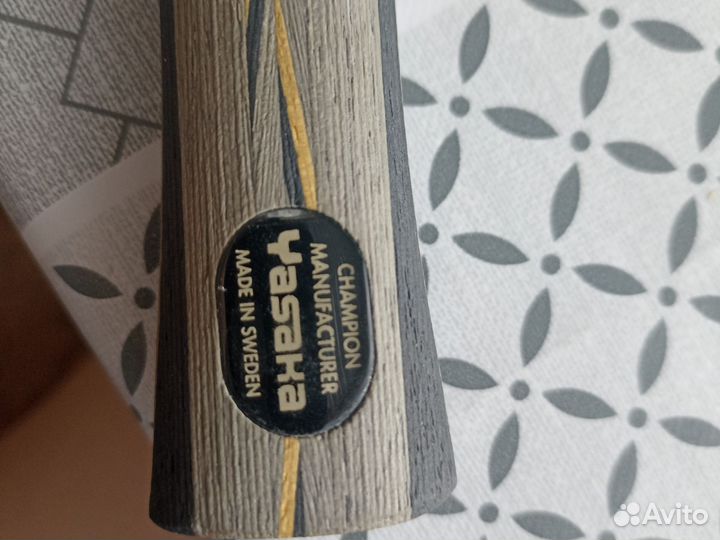 CHAMPION
MANUFACTURER
Yasaka
MADE IN SWEDEN
Avito